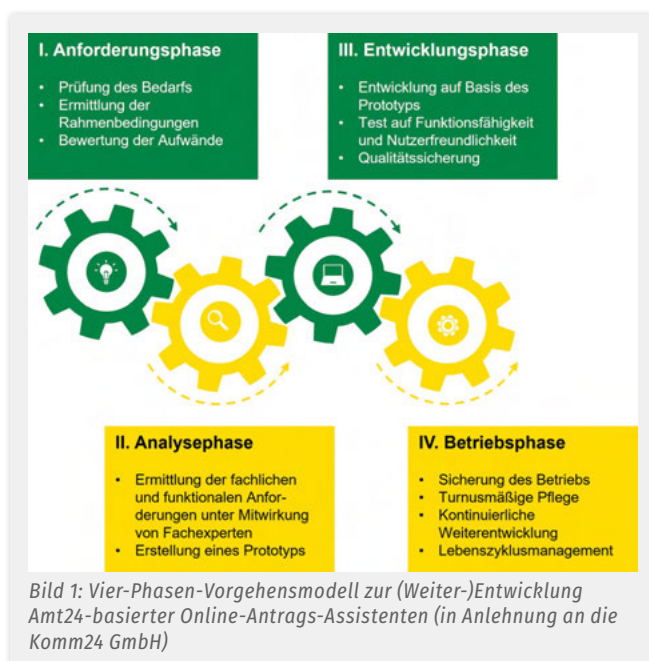 I. Anforderungsphase
• Prüfung des Bedarfs
• Ermittlung der
Rahmenbedingungen
• Bewertung der Aufwände
III. Entwicklungsphase
• Entwicklung auf Basis des
Prototyps
• Test auf Funktionsfähigkeit
und Nutzerfreundlichkeit
• Qualitätssicherung
II. Analysephase
• Ermittlung der fachlichen
und funktionalen Anfor-
derungen unter Mitwirkung
von Fachexperten
• Erstellung eines Prototyps
IV. Betriebsphase
• Sicherung des Betriebs
• Turnusmäßige Pflege
• Kontinuierliche
Weiterentwicklung
• Lebenszyklusmanagement
Bild 1: Vier-Phasen-Vorgehensmodell zur (Weiter-)Entwicklung
Amt24-basierter Online-Antrags-Assistenten (in Anlehnung an die
Komm24 GmbH)